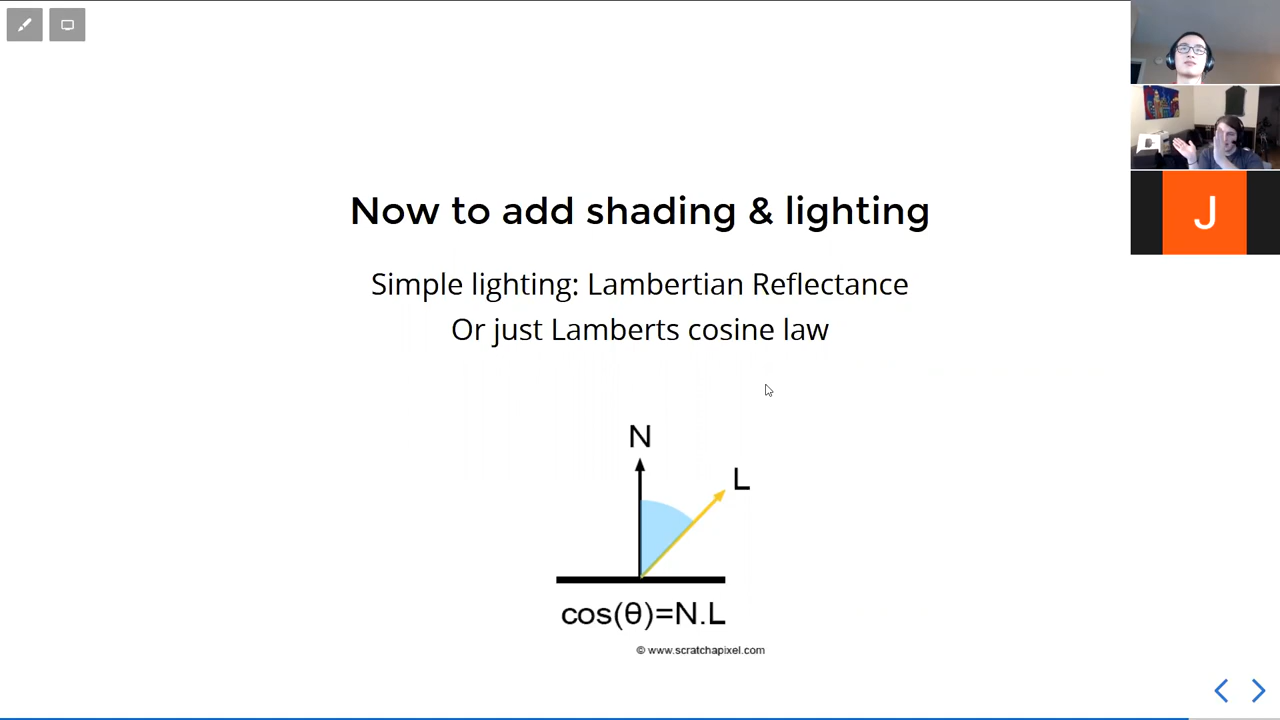 Now to add shading & lighting
Simple lighting: Lambertian Reflectance
Or just Lamberts cosine law
N
L
cos(θ)=N.L
© www.scratchapixel.com
J